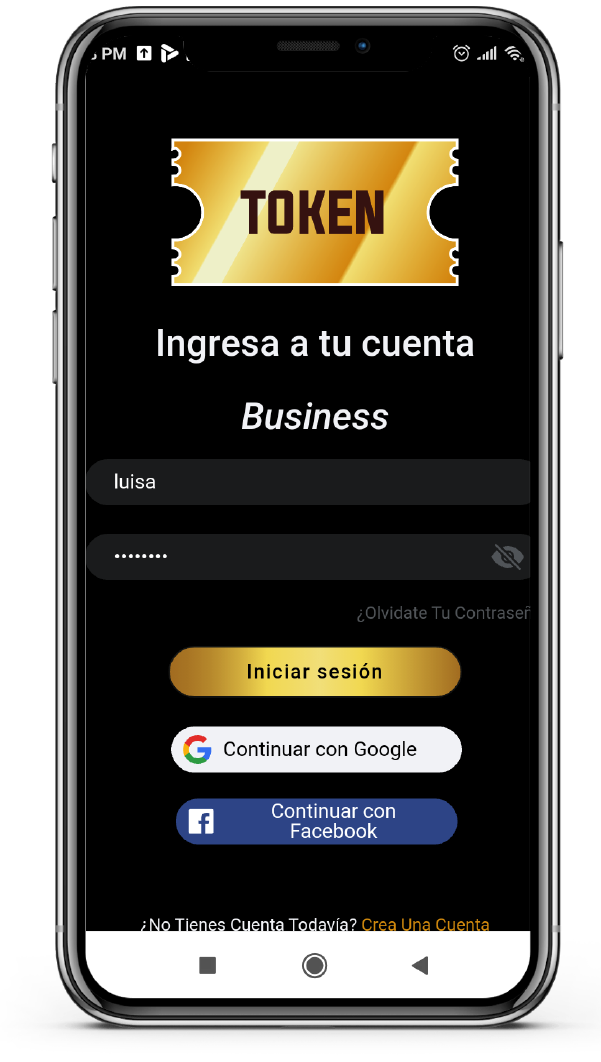 PM
TOKEN
Ingresa a tu cuenta
Business
luisa
••••••••
¿Olvidate Tu Contraseñ
Iniciar sesión
Continuar con Google
Continuar con
Facebook
¿No Tienes Cuenta Todavía? Crea Una Cuenta